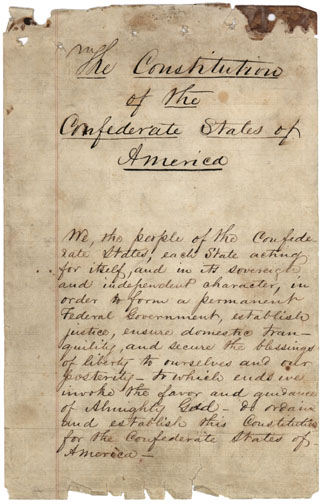 The Constitution
of the
Confederate States of
America
We, the people of the Confede-
rate States, each State acting
for itself, and in its sovereign
and independent character, in
order to form a permanent
Federal Government, establish
justice, ensure domestic tran-
quility, and secure the blessings
of liberty to ourselves and our
posterity – to which ends we
invoke the favor and guidance
of Almighty God – do ordain
and establish this Constitution
for the Confederate States of
America –